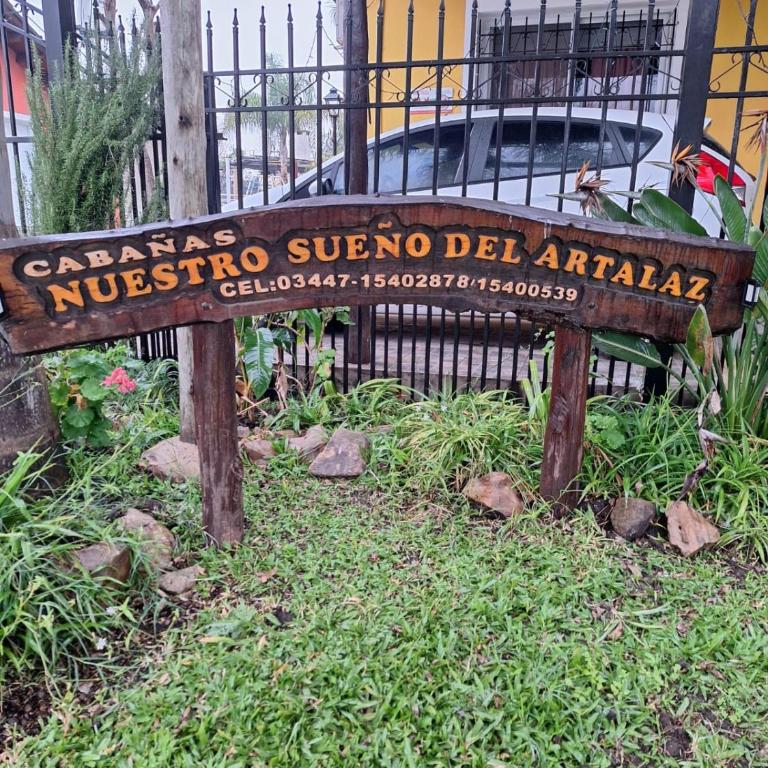 CABAÑAS
NUESTRO SUEÑO DEL ARTALAZ
CEL:03447-15402878/15400539